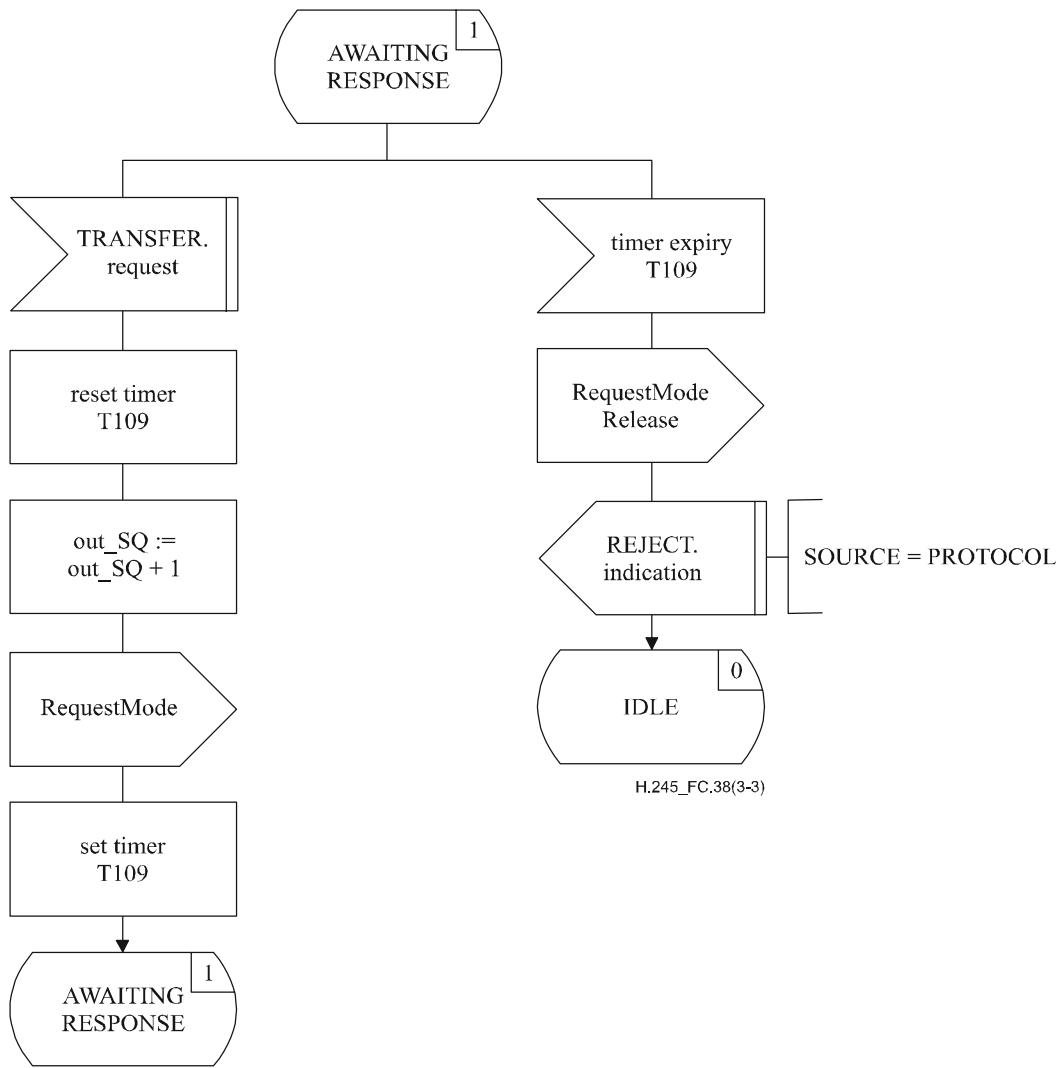 1
AWAITING
RESPONSE
TRANSFER.
request
reset timer
T109
out_SQ :=
out_SQ + 1
RequestMode
set timer
T109
1
AWAITING
RESPONSE
timer expiry
T109
RequestMode
Release
REJECT.
indication
SOURCE = PROTOCOL
0
IDLE
H.245_FC.38(3-3)